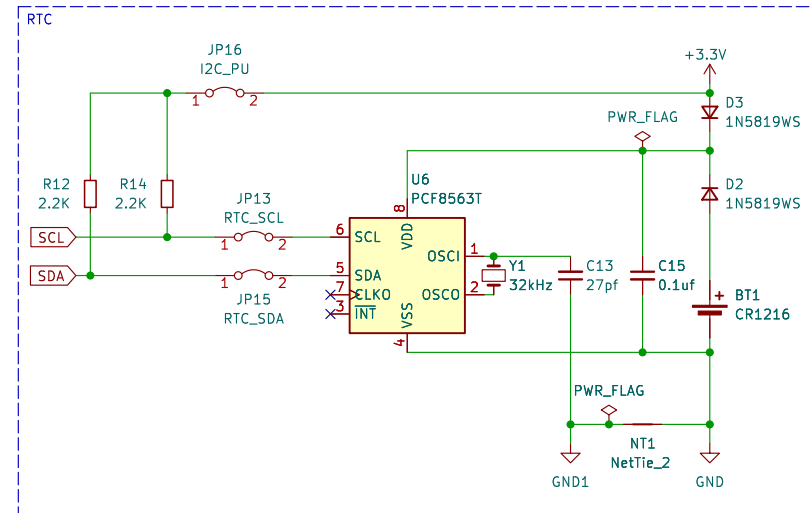 RTC
JP16
I2C_PU
1 2
+3.3V
D3
1N5819WS
PWR_FLAG
R12
2.2K
R14
2.2K
U6
PCF8563T
D2
1N5819WS
JP13
RTC_SCL
1 2
SCL
6 SCL
8
VDD
OSCI 1
SDA
5 SDA
1 2
JP15
RTC_SDA
7 CLKO
3 INT
OSCO 2
VSS
4
Y1
32kHz
C13
27pf
C15
0.1uf
+
BT1
CR1216
PWR_FLAG
NT1
NetTie_2
GND1
GND